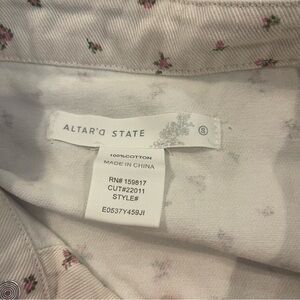 ALTAR'D STATE
S
100%COTTON
MADE IN CHINA
RN# 159817
CUT#22011
STYLE#
E0537Y459JI